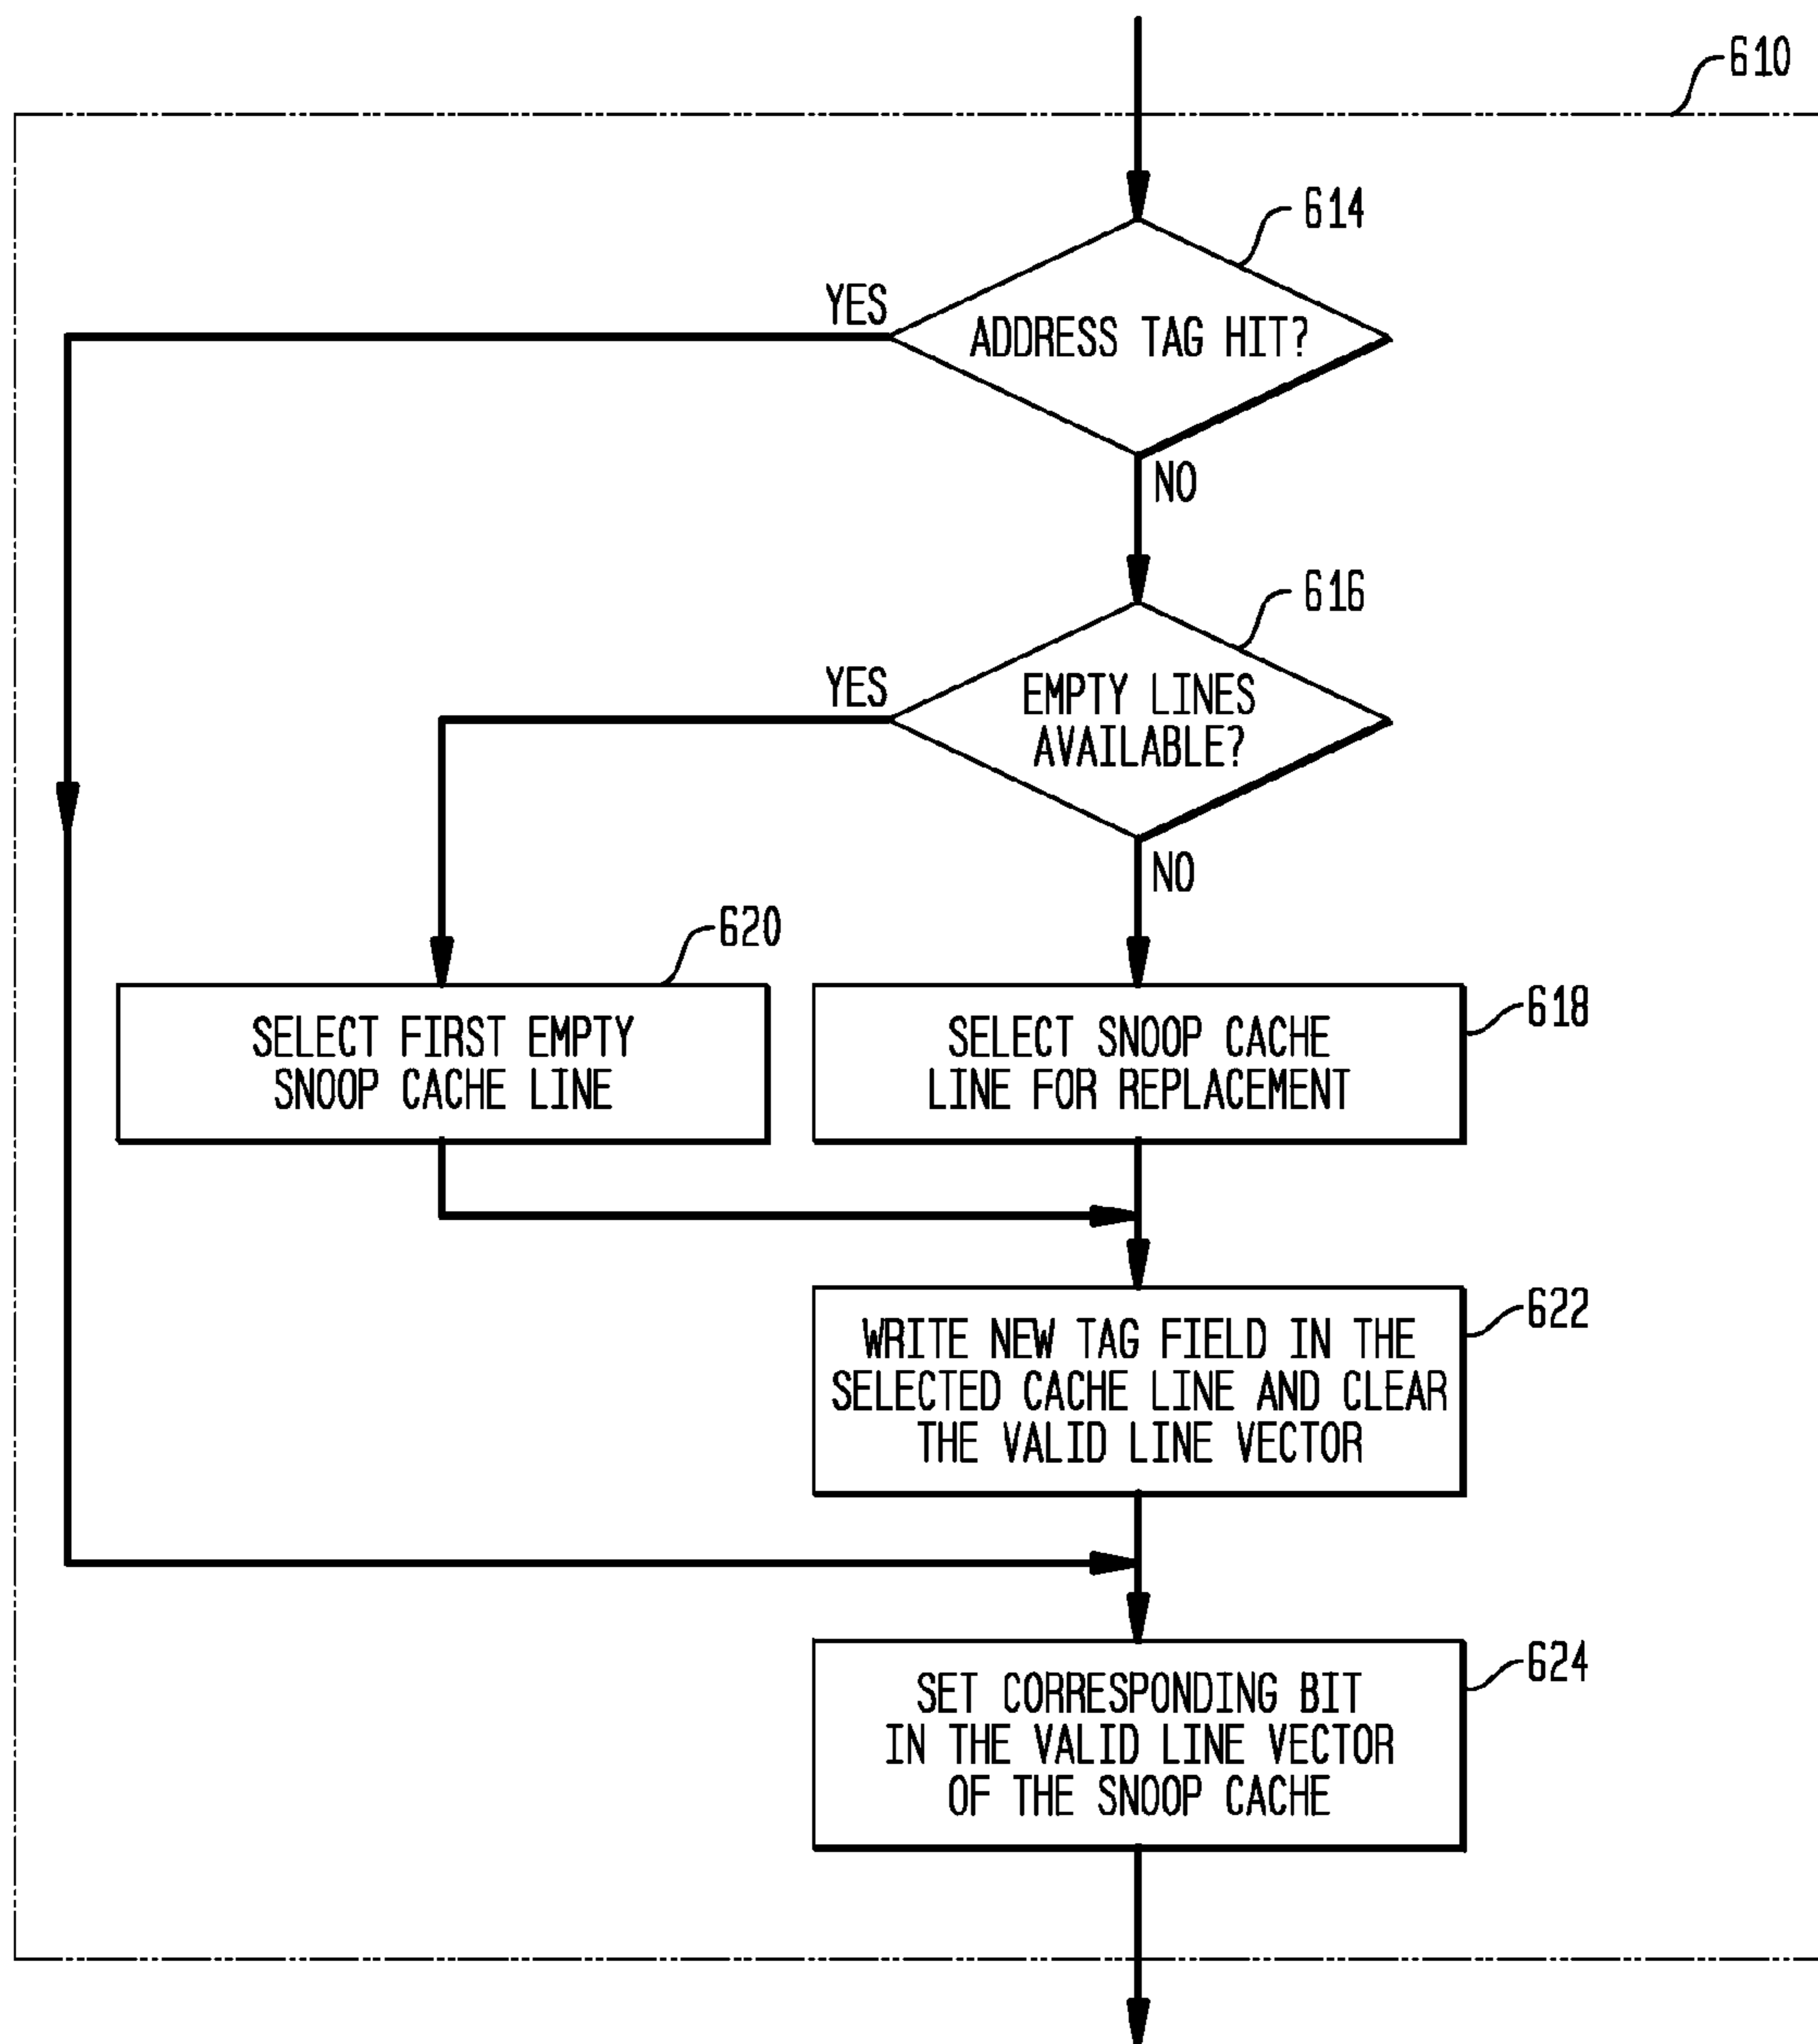 610
614
YES
ADDRESS TAG HIT?
NO
616
YES
EMPTY LINES
AVAILABLE?
NO
620
SELECT FIRST EMPTY
SNOOP CACHE LINE
618
SELECT SNOOP CACHE
LINE FOR REPLACEMENT
622
WRITE NEW TAG FIELD IN THE
SELECTED CACHE LINE AND CLEAR
THE VALID LINE VECTOR
624
SET CORRESPONDING BIT
IN THE VALID LINE VECTOR
OF THE SNOOP CACHE